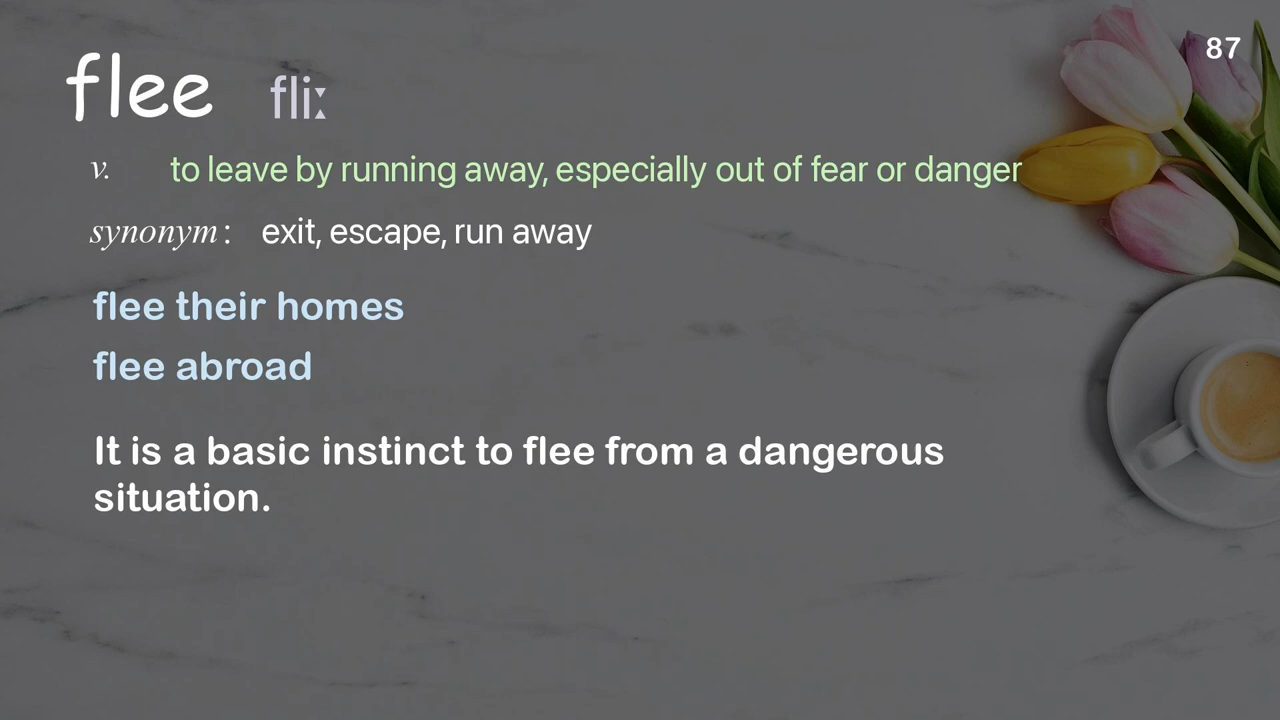 87
flee fliː
v. to leave by running away, especially out of fear or danger
synonym : exit, escape, run away
flee their homes
flee abroad
It is a basic instinct to flee from a dangerous
situation.